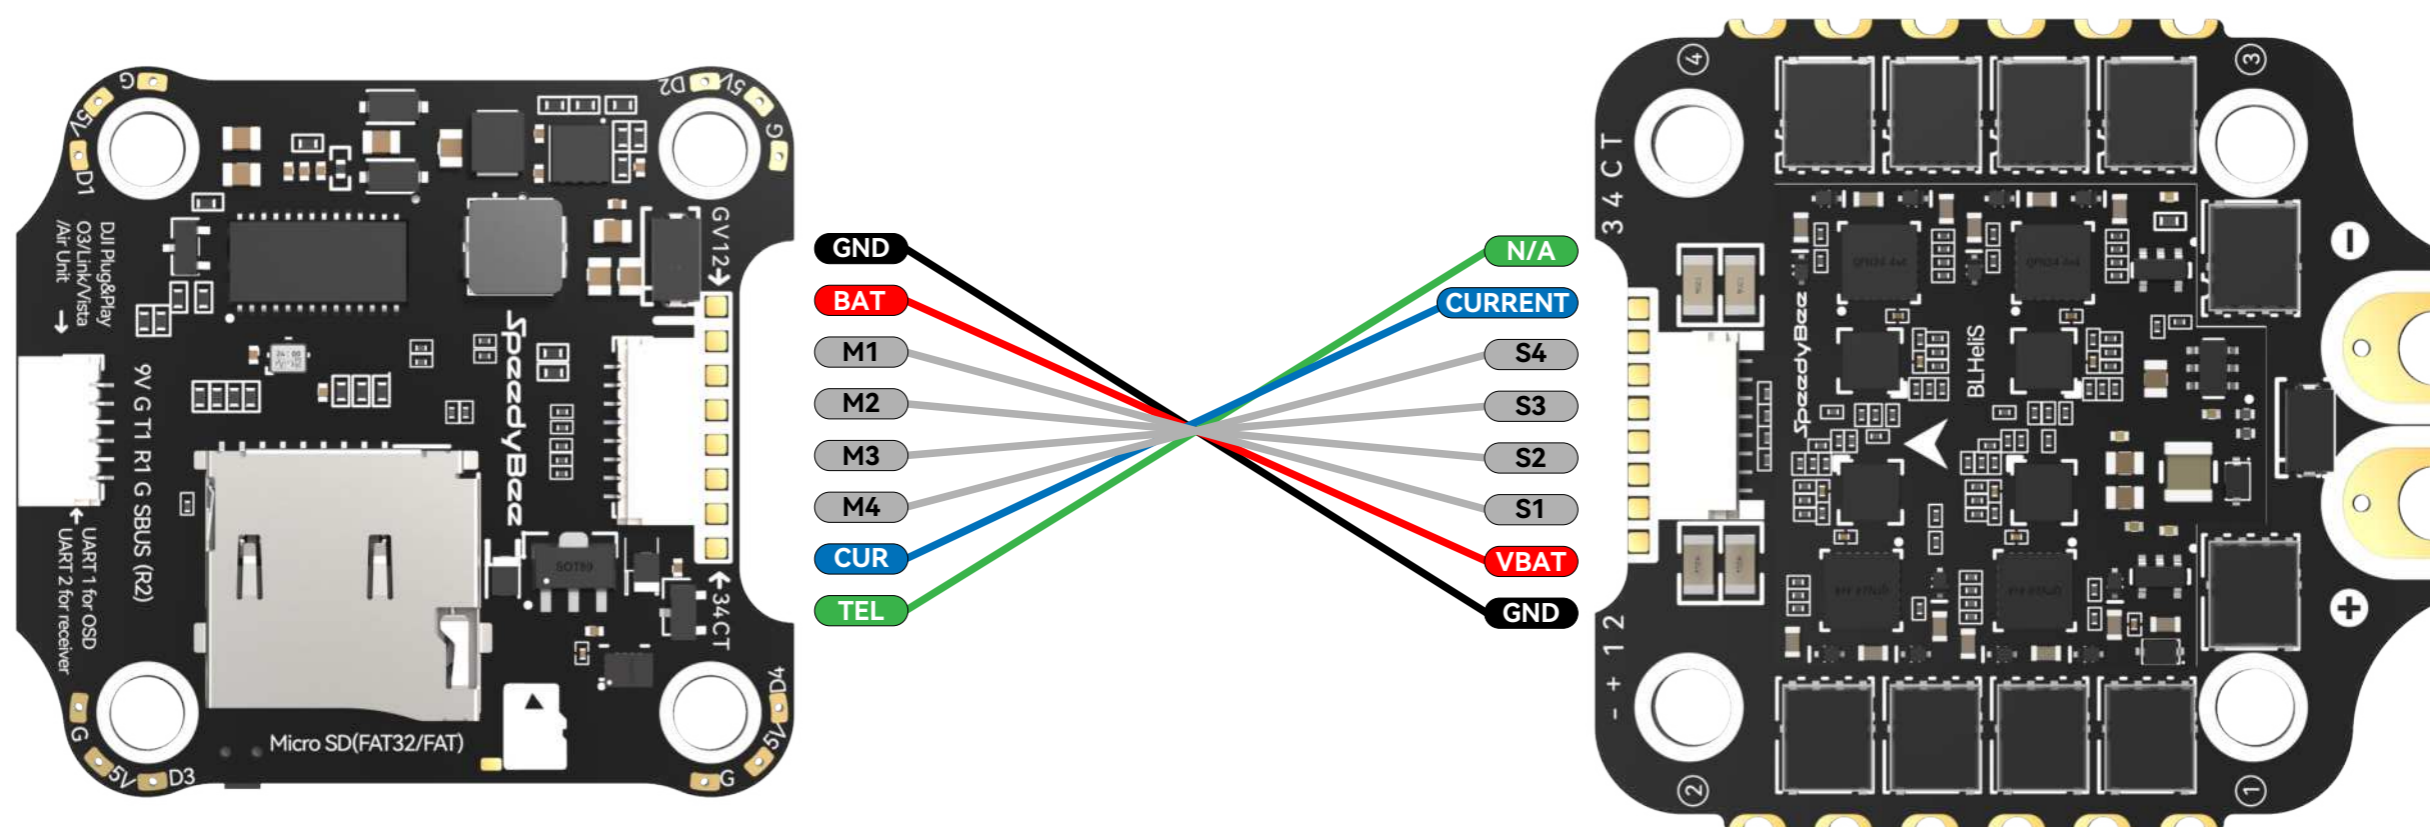 G
5V
D1
D2
5V
G
DJI Plug&Play
O3/Link/Vista
/Air Unit
9V G T1 R1 G SBUS (R2)
UART 1 for OSD
UART 2 for receiver
GV12
SpeedyBee
34CT
SOT89
Micro SD(FAT32/FAT)
G
5V
D3
D4
5V
G
GND
BAT
M1
M2
M3
M4
CUR
TEL
N/A
CURRENT
S4
S3
S2
S1
VBAT
GND
4
3
3 4 C T
SpeedyBee
BLHeliS
- + 1 2
2
1
-
+